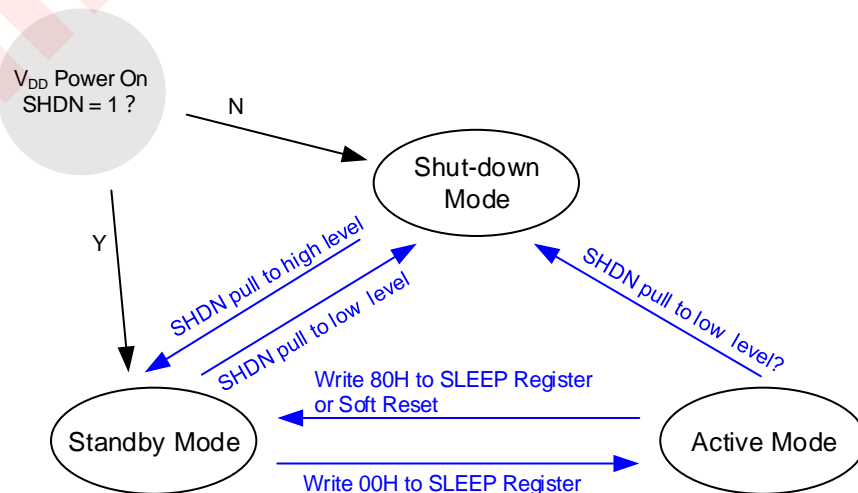 V_DD Power On
SHDN = 1 ?
N
Shut-down
Mode
Y
SHDN pull to high level
SHDN pull to low level
SHDN pull to low level?
Write 80H to SLEEP Register
or Soft Reset
Standby Mode
Active Mode
Write 00H to SLEEP Register